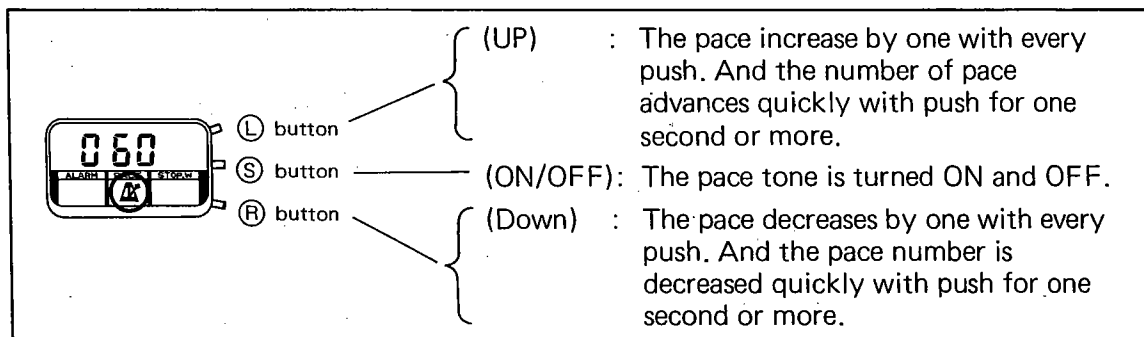 (UP) : The pace increase by one with every
push. And the number of pace
advances quickly with push for one
second or more.
060
ALARM PACE STOP.W
Ⓛ button
Ⓢ button
(ON/OFF): The pace tone is turned ON and OFF.
Ⓡ button
(Down) : The pace decreases by one with every
push. And the pace number is
decreased quickly with push for one
second or more.